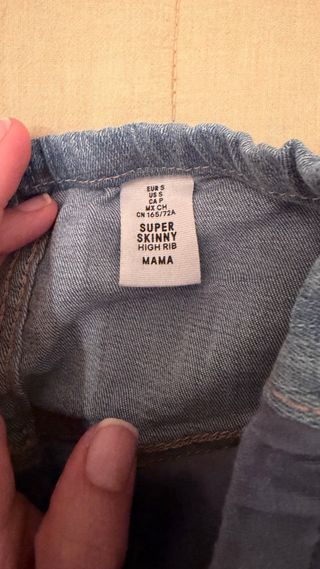 EUR S
US S
CA P
MX CH
CN 165/72A
SUPER
SKINNY
HIGH RIB
MAMA